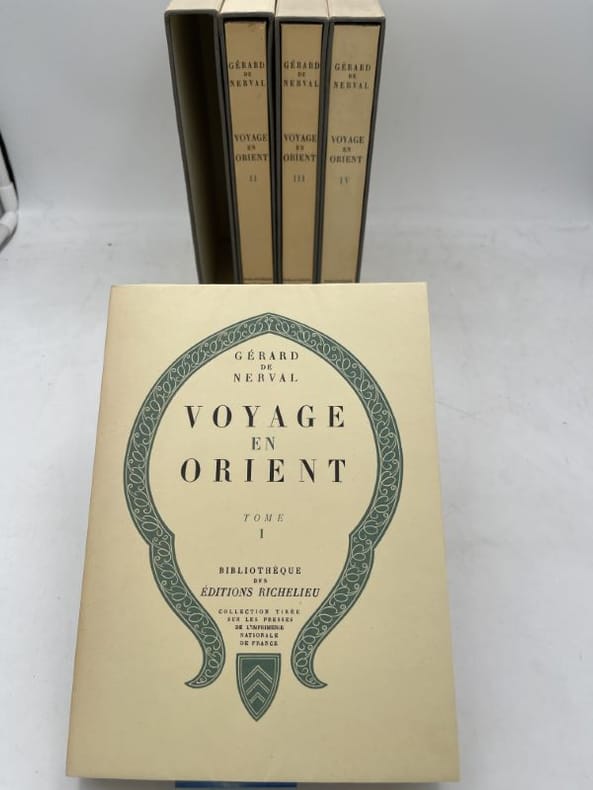 GÉRARD
DE
NERVAL
VOYAGE
EN
ORIENT
II
GÉRARD
DE
NERVAL
VOYAGE
EN
ORIENT
III
GÉRARD
DE
NERVAL
VOYAGE
EN
ORIENT
IV
GÉRARD
DE
NERVAL
VOYAGE
EN
ORIENT
TOME
I
BIBLIOTHÈQUE
DES
ÉDITIONS RICHELIEU
COLLECTION TIRÉE
SUR LES PRESSES
DE L'IMPRIMERIE
NATIONALE
DE FRANCE